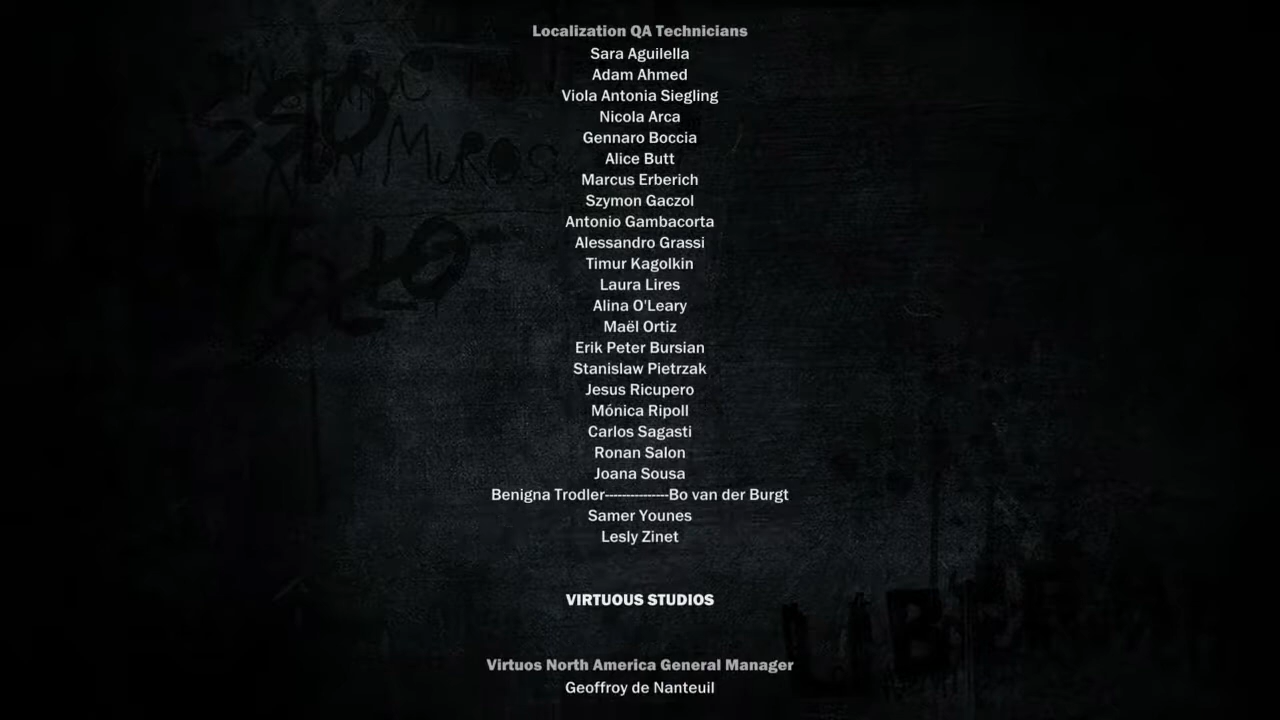 Localization QA Technicians
Sara Aguilella
Adam Ahmed
Viola Antonia Siegling
Nicola Arca
Gennaro Boccia
Alice Butt
Marcus Erberich
Szymon Gaczol
Antonio Gambacorta
Alessandro Grassi
Timur Kagolkin
Laura Lires
Alina O'Leary
Maël Ortiz
Erik Peter Bursian
Stanislaw Pietrzak
Jesus Ricupero
Mónica Ripoll
Carlos Sagasti
Ronan Salon
Joana Sousa
Benigna Trodler---------------Bo van der Burgt
Samer Younes
Lesly Zinet
VIRTUOUS STUDIOS
Virtuos North America General Manager
Geoffroy de Nanteuil